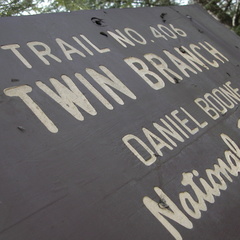 TRAIL NO. 406
TWIN BRANCH
DANIEL BOONE
National